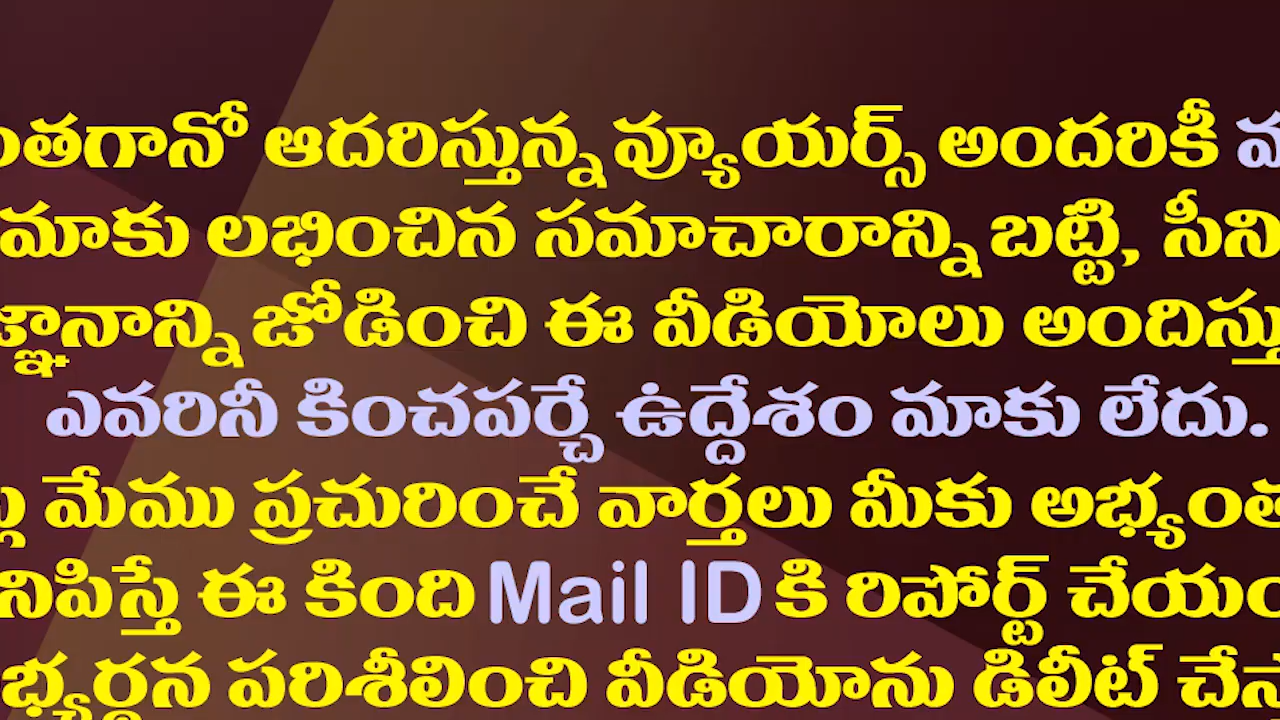 ఆదరిస్తున్న వ్యూయర్స్ అందరికీ
మాకు లభించిన సమాచారాన్ని బట్టి,
జోడించి ఈ వీడియోలు
ఎవరినీ కించపర్చే ఉద్దేశం మాకు లేదు.
మేము ప్రచురించే వార్తలు మీకు
ఈ కింది Mail ID కి రిపోర్ట్
పరిశీలించి వీడియోను డిలీట్